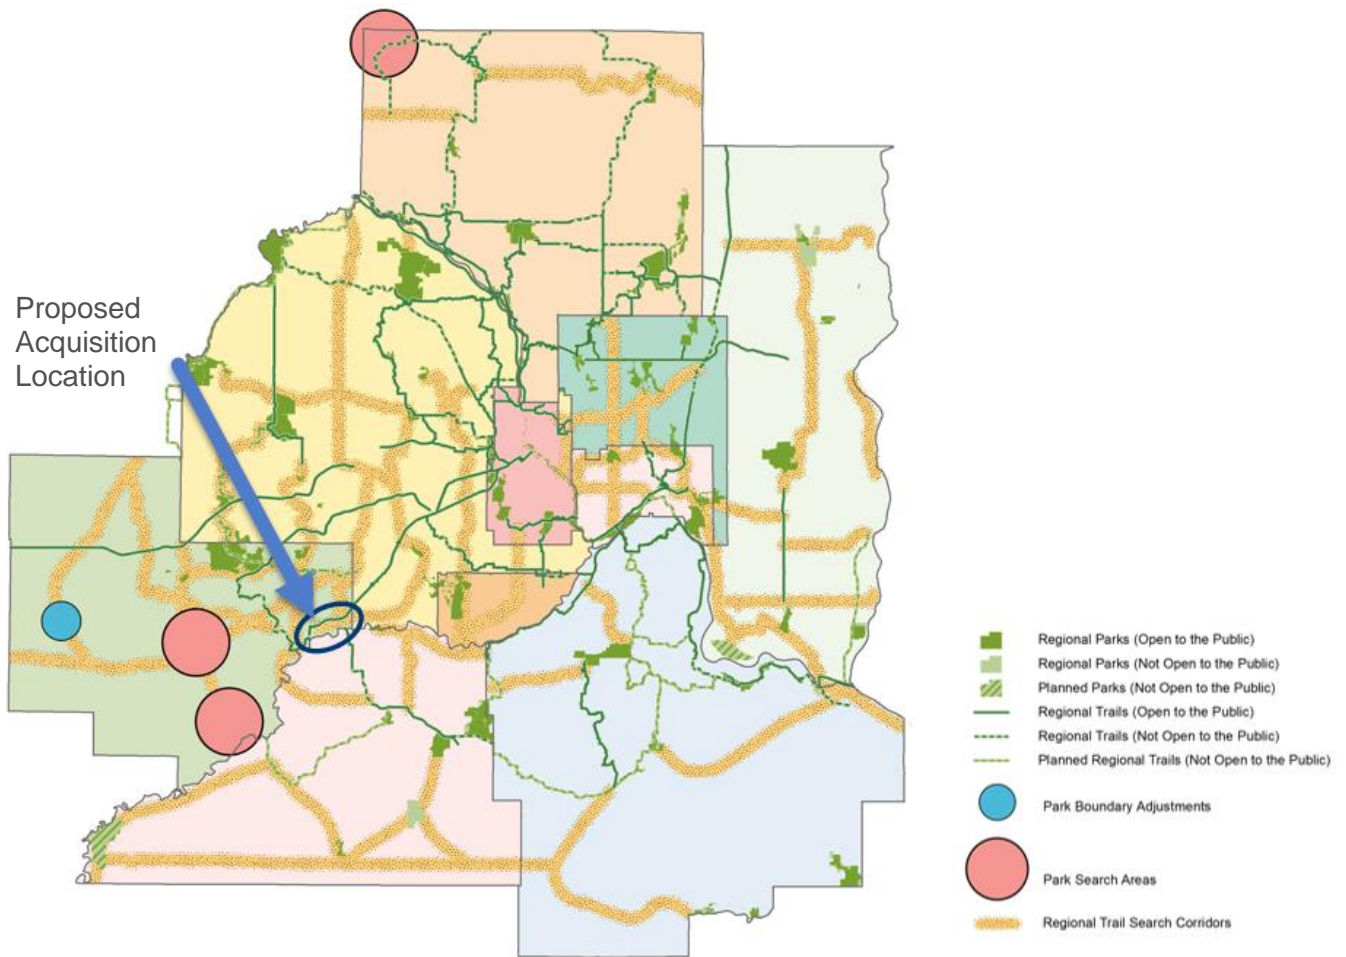 Proposed
Acquisition
Location
Regional Parks (Open to the Public)
Regional Parks (Not Open to the Public)
Planned Parks (Not Open to the Public)
Regional Trails (Open to the Public)
Regional Trails (Not Open to the Public)
Planned Regional Trails (Not Open to the Public)
Park Boundary Adjustments
Park Search Areas
Regional Trail Search Corridors